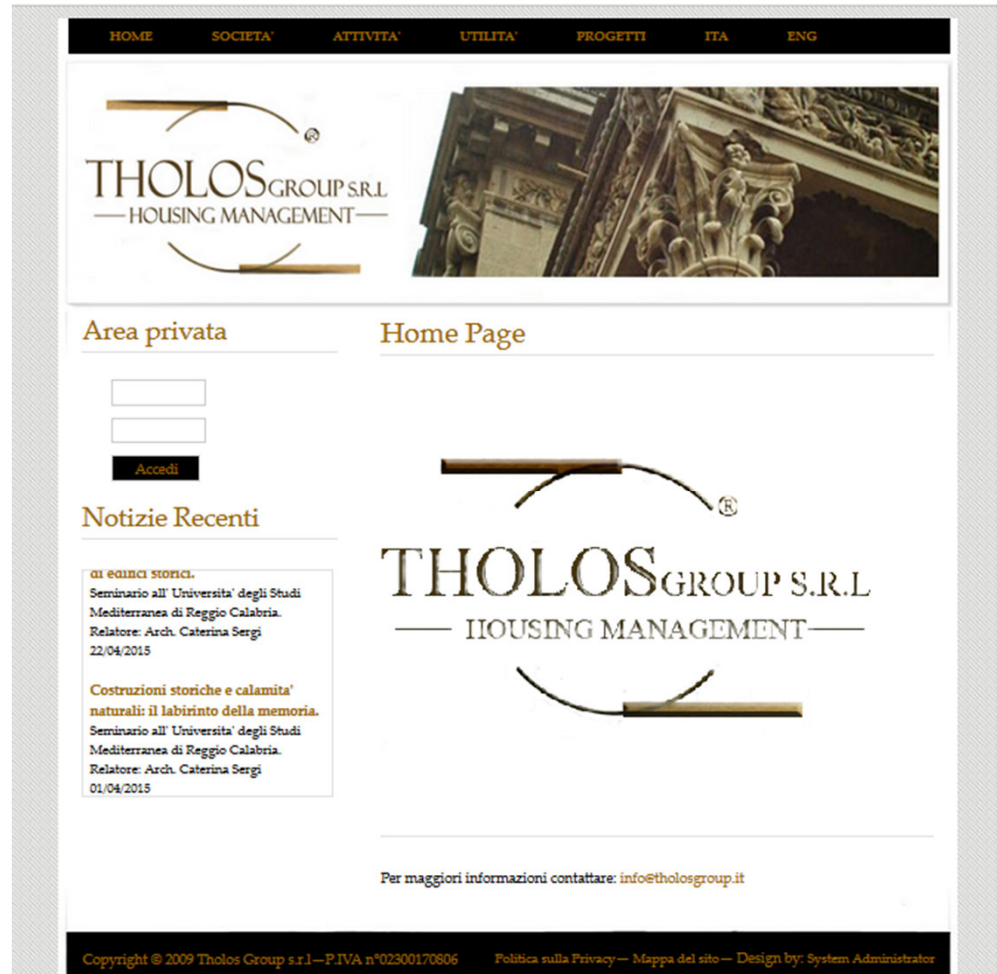 HOME SOCIETA' ATTIVITA' UTILITA' PROGETTI ITA ENG
®
THOLOS GROUP S.R.L
HOUSING MANAGEMENT
Area privata
Accedi
Notizie Recenti
di edifici storici.
Seminario all' Universita' degli Studi
Mediterranea di Reggio Calabria.
Relatore: Arch. Caterina Sergi
22/04/2015
Costruzioni storiche e calamita'
naturali: il labirinto della memoria.
Seminario all' Universita' degli Studi
Mediterranea di Reggio Calabria.
Relatore: Arch. Caterina Sergi
01/04/2015
Home Page
®
THOLOS GROUP S.R.L
HOUSING MANAGEMENT
Per maggiori informazioni contattare: info@tholosgroup.it
Copyright © 2009 Tholos Group s.r.l—P.IVA n°02300170806 Politica sulla Privacy— Mappa del sito— Design by: System Administrator